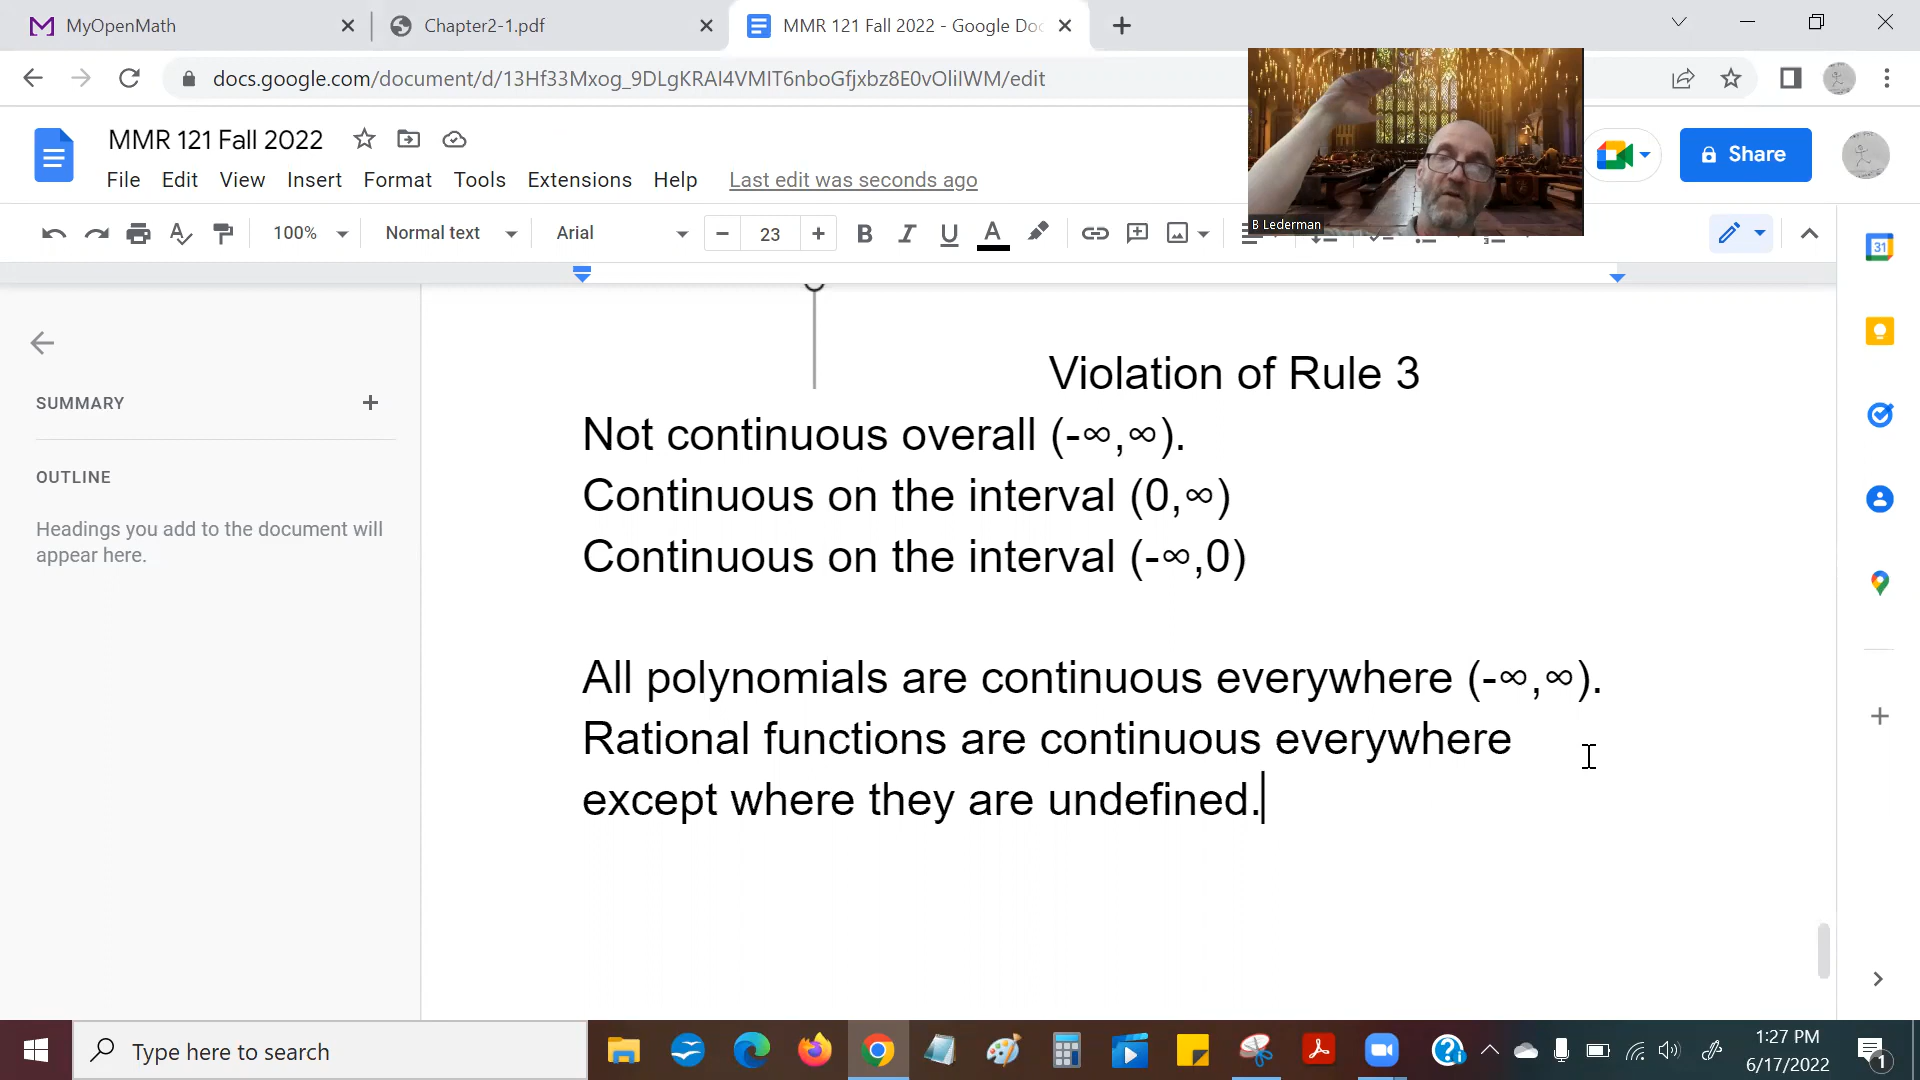 MyOpenMath
Chapter2-1.pdf
MMR 121 Fall 2022 - Google Doc
docs.google.com/document/d/13Hf33Mxog_9DLgKRAI4VMIT6nboGfjxbz8E0vOliIWM/edit
MMR 121 Fall 2022
File Edit View Insert Format Tools Extensions Help Last edit was seconds ago
Share
B Lederman
100% Normal text Arial 23 B I U A
31
SUMMARY
OUTLINE
Headings you add to the document will
appear here.
Violation of Rule 3
Not continuous overall (-∞,∞).
Continuous on the interval (0,∞)
Continuous on the interval (-∞,0)
All polynomials are continuous everywhere (-∞,∞).
Rational functions are continuous everywhere
except where they are undefined.
Type here to search
1:27 PM
6/17/2022
1